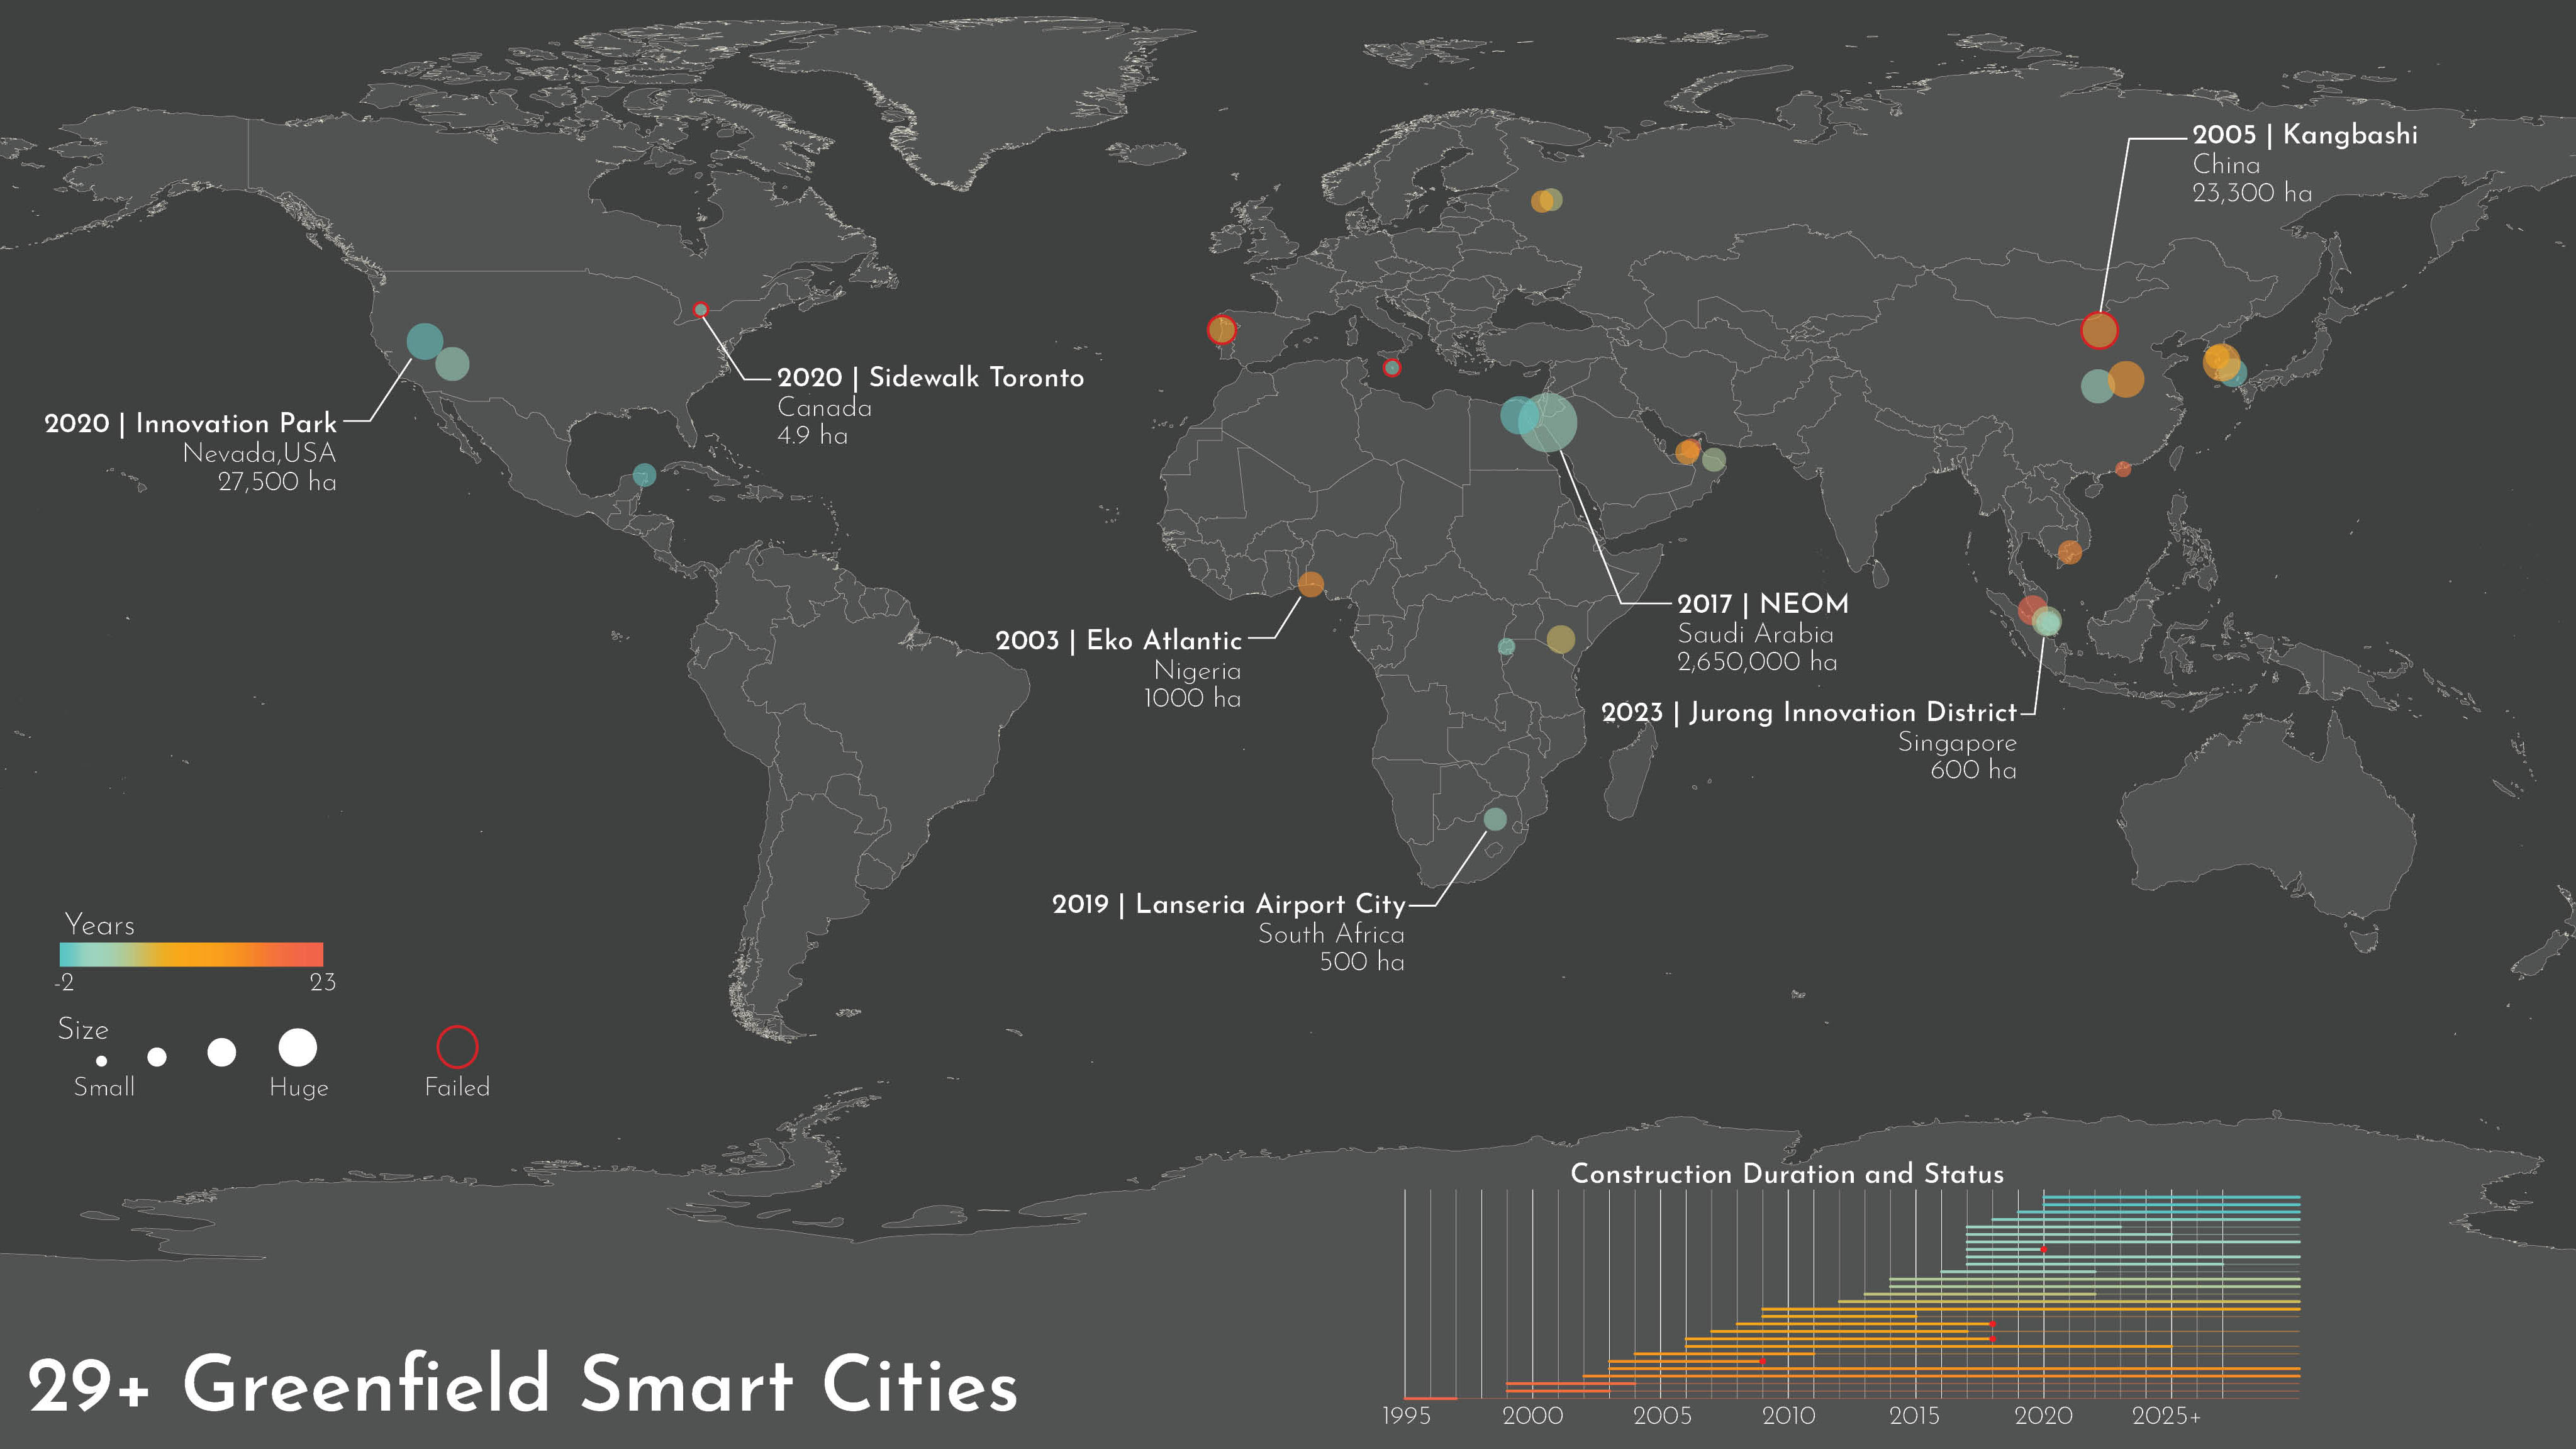 2005 | Kangbashi
China
23,300 ha
2020 | Sidewalk Toronto
Canada
4.9 ha
2020 | Innovation Park
Nevada,USA
27,500 ha
2017 | NEOM
Saudi Arabia
2,650,000 ha
2003 | Eko Atlantic
Nigeria
1000 ha
2023 | Jurong Innovation District
Singapore
600 ha
2019 | Lanseria Airport City
South Africa
500 ha
Years
-2 23
Size
Small Huge Failed
Construction Duration and Status
1995 2000 2005 2010 2015 2020 2025+
29+ Greenfield Smart Cities